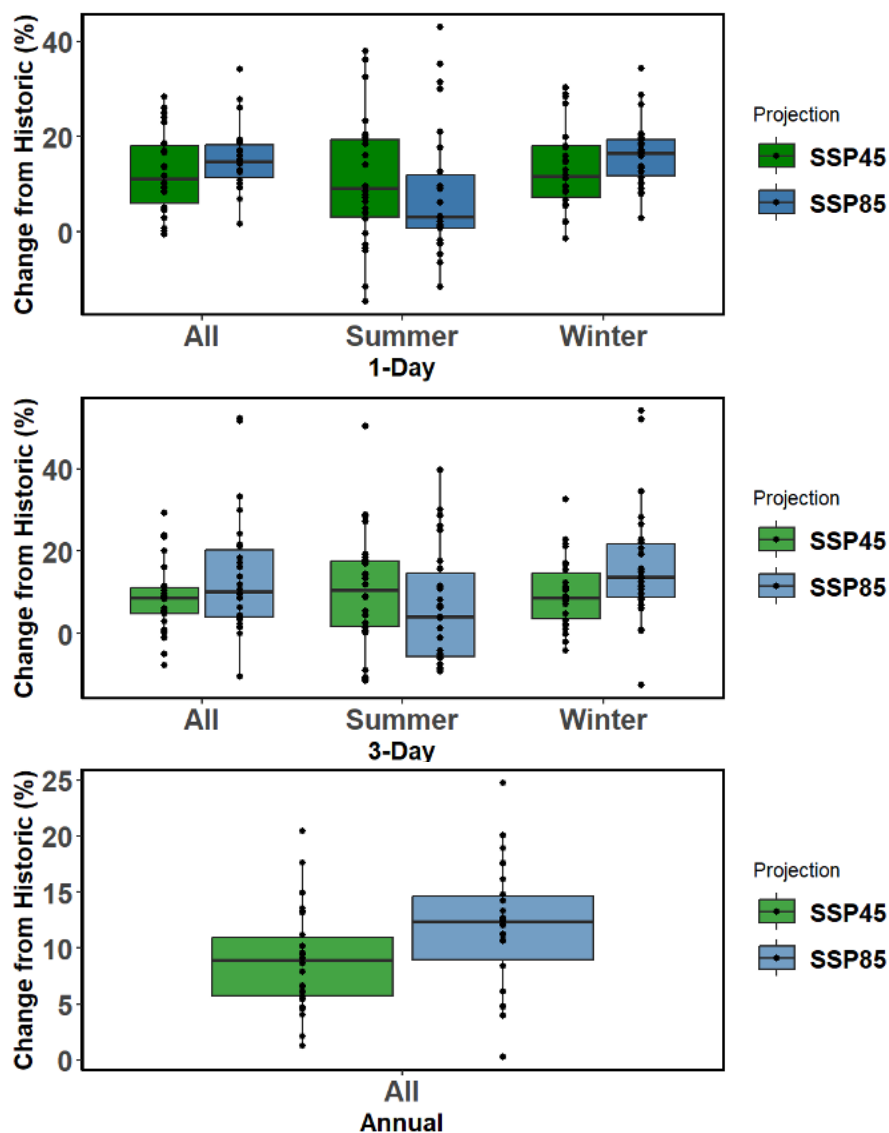 Change from Historic (%)
40
20
0
All
Summer
Winter
1-Day
Projection
SSP45
SSP85
Change from Historic (%)
40
20
0
All
Summer
Winter
3-Day
Projection
SSP45
SSP85
Change from Historic (%)
25
20
15
10
5
0
All
Annual
Projection
SSP45
SSP85